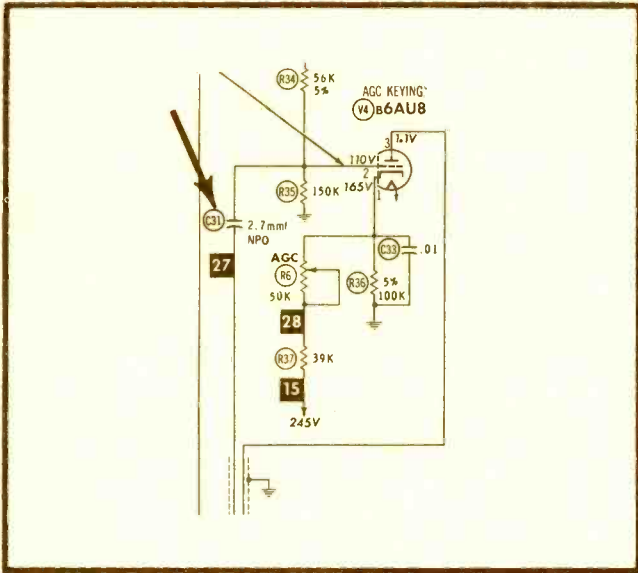 R34 56K
5%
AGC KEYING
V4 B 6AU8
3 1.1V
110V
2
165V
1
R35 150K
C31 2.7mmf
NPO
27
AGC
R6
50K
C33 .01
R36 5%
100K
28
R37 39K
15
245V